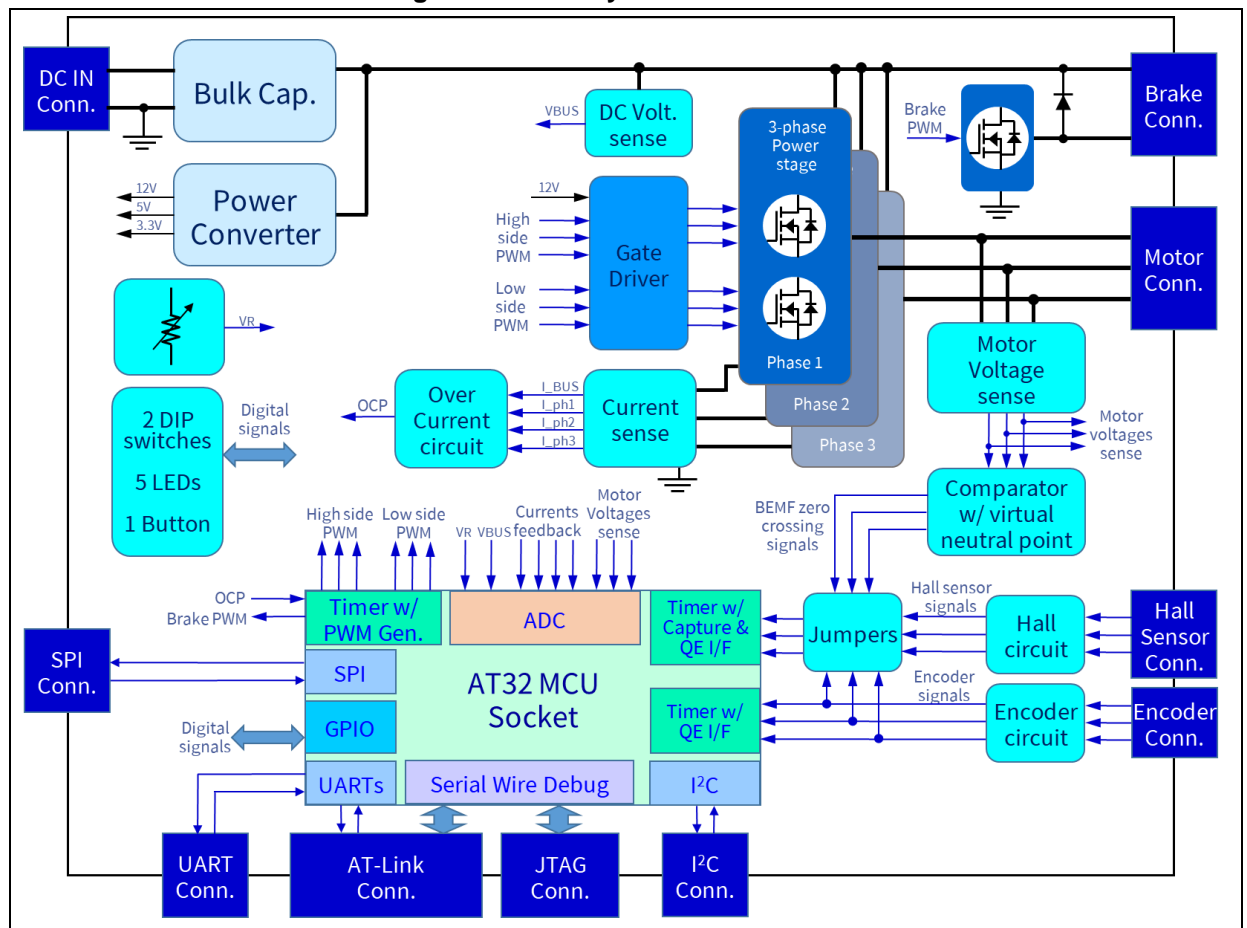 DC IN
Conn.
Bulk Cap.
VBUS
DC Volt.
sense
3-phase
Power
stage
Brake
PWM
Brake
Conn.
12V
5V
3.3V
Power
Converter
12V
High
side
PWM
Low
side
PWM
Gate
Driver
Motor
Conn.
VR
Phase 1
Phase 2
Phase 3
Motor
Voltage
sense
2 DIP
switches
5 LEDs
1 Button
Digital
signals
OCP
Over
Current
circuit
I_BUS
I_ph1
I_ph2
I_ph3
Current
sense
Motor
voltages
sense
BEMF zero
crossing
signals
Comparator
w/ virtual
neutral point
High side
PWM
Low side
PWM
VR
VBUS
Currents
feedback
Motor
Voltages
sense
OCP
Brake PWM
Timer w/
PWM Gen.
ADC
Timer w/
Capture &
QE I/F
Jumpers
Hall sensor
signals
Hall
circuit
Hall
Sensor
Conn.
SPI
Conn.
SPI
AT32 MCU
Socket
Encoder
signals
Digital
signals
GPIO
Timer w/
QE I/F
Encoder
circuit
Encoder
Conn.
UARTs
Serial Wire Debug
I²C
UART
Conn.
AT-Link
Conn.
JTAG
Conn.
I²C
Conn.